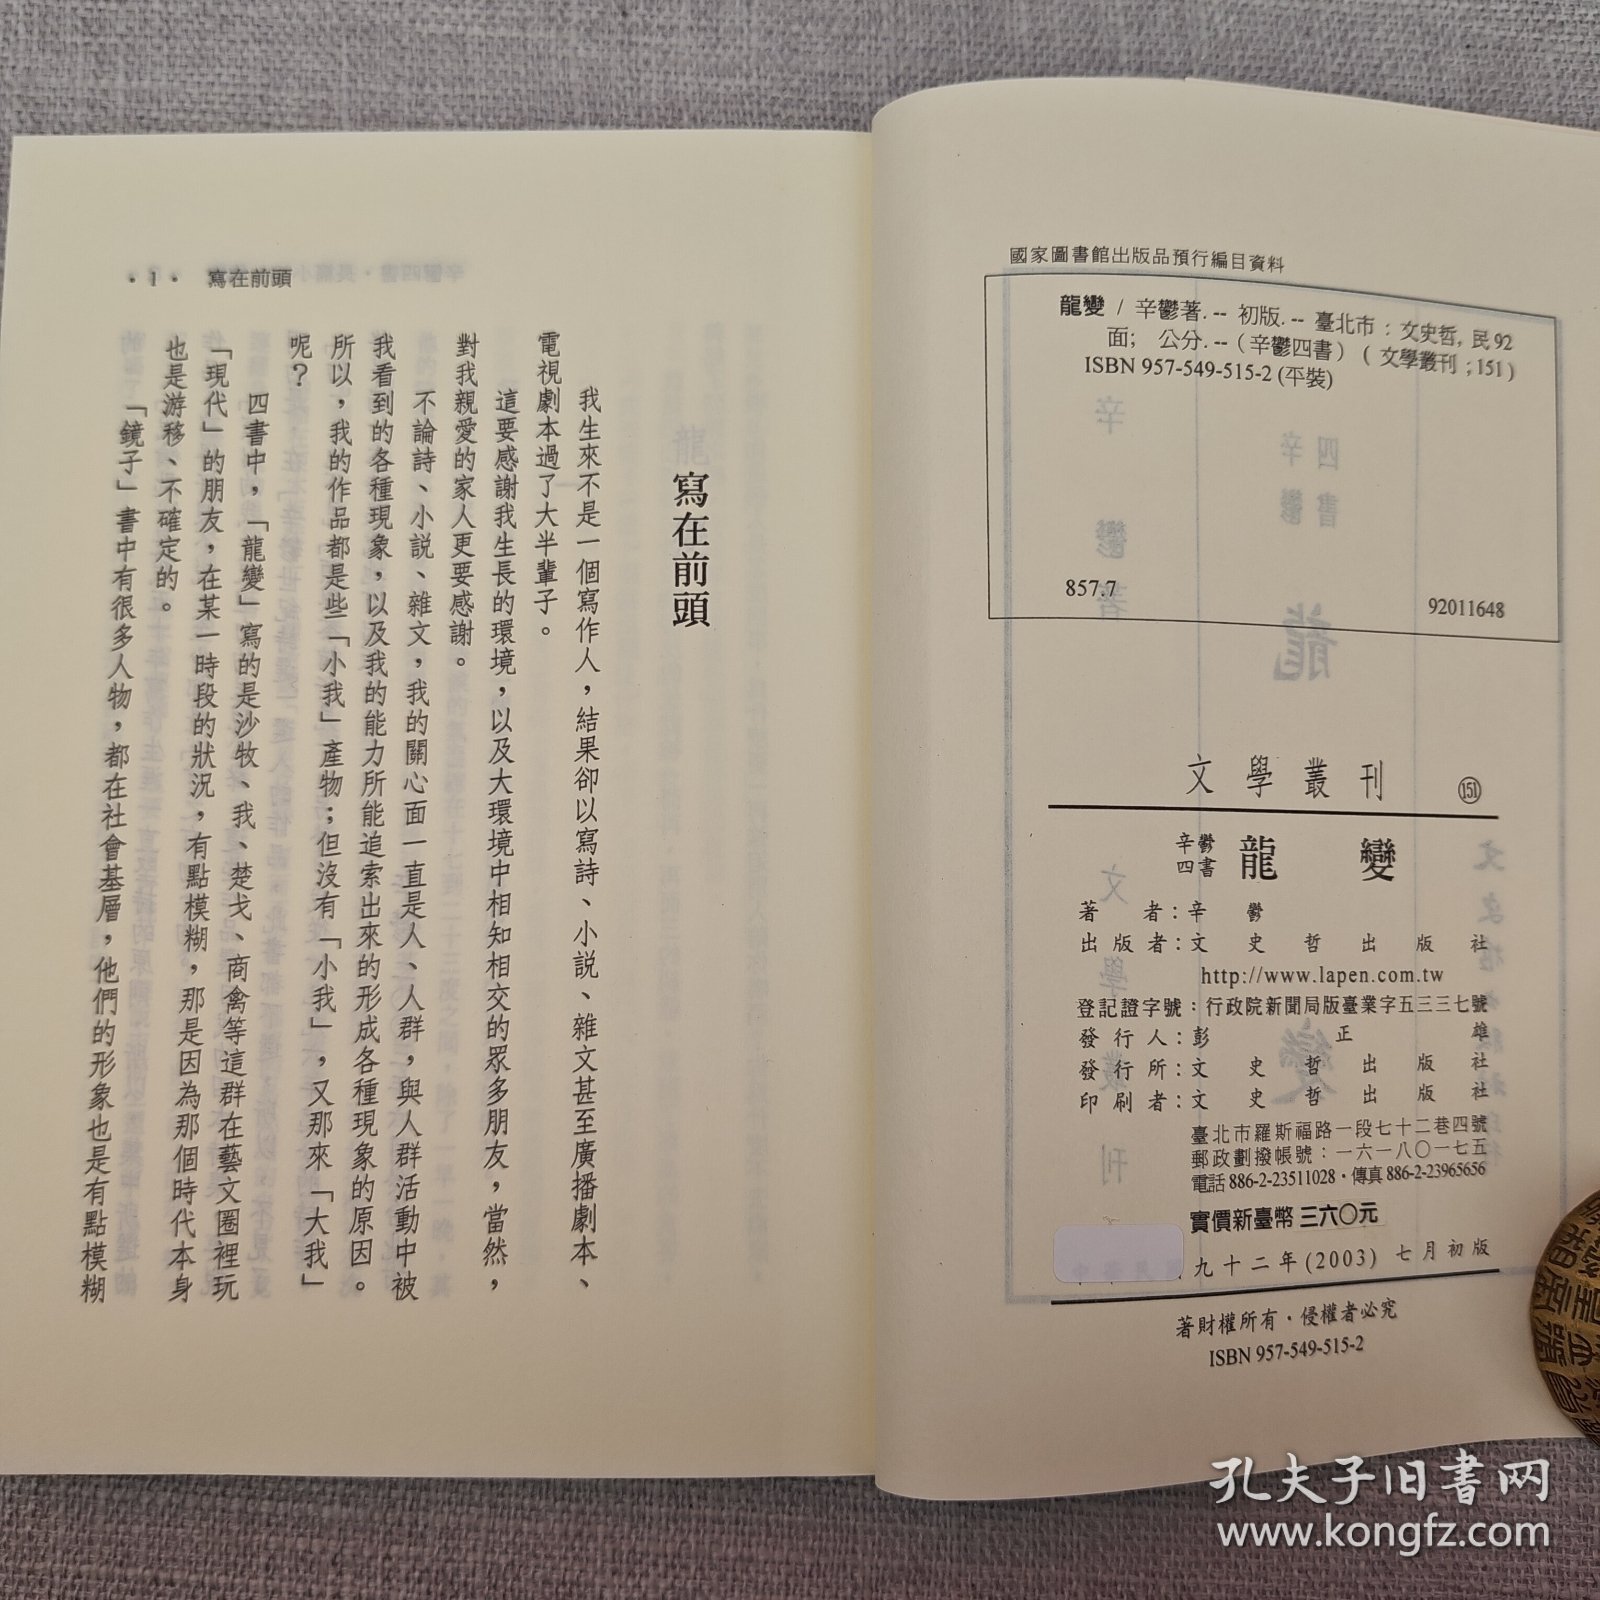 國家圖書館出版品預行編目資料
龍變 / 辛鬱著. -- 初版. -- 臺北市 : 文史哲, 民92
面； 公分. --（辛鬱四書）( 文學叢刊 ; 151 )
ISBN 957-549-515-2 (平裝)
857.7
92011648
文學叢刊 151
辛鬱四書 龍變
著者：辛鬱
出版者：文史哲出版社
http://www.lapen.com.tw
登記證字號：行政院新聞局版臺業字五三三七號
發行人：彭正雄
發行所：文史哲出版社
印刷者：文史哲出版社
臺北市羅斯福路一段七十二巷四號
郵政劃撥帳號：一六一八〇一七五
電話 886-2-23511028・傳真 886-2-23965656
實價新臺幣 三六〇元
九十二年(2003) 七月初版
著財權所有・侵權者必究
ISBN 957-549-515-2
・1・ 寫在前頭
寫在前頭
我生來不是一個寫作人，結果卻以寫詩、小說、雜文甚至廣播劇本、
電視劇本過了大半輩子。
這要感謝我生長的環境，以及大環境中相知相交的眾多朋友，當然，
對我親愛的家人更要感謝。
不論詩、小說、雜文，我的關心面一直是人、人群，與人群活動中被
我看到的各種現象，以及我的能力所能追索出來的形成各種現象的原因。
所以，我的作品都是些「小我」產物；但沒有「小我」，又那來「大我」
呢？
四書中，「龍變」寫的是沙牧、我、楚戈、商禽等這群在藝文圈裡玩
「現代」的朋友，在某一時段的狀況，有點模糊，那是因為那個時代本身
也是游移、不確定的。
「鏡子」書中有很多人物，都在社會基層，他們的形象也是有點模糊
孔夫子旧书网
www.kongfz.com